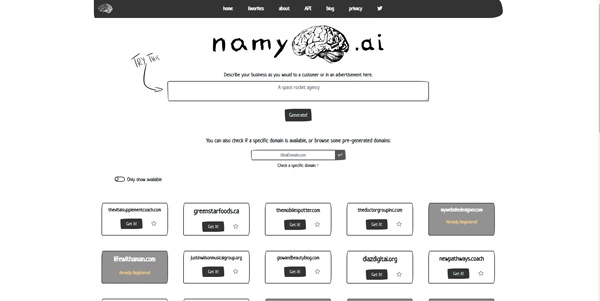 home favorites about API blog privacy
namy .ai
TRY THIS
Describe your business as you would to a customer or in an advertisement here.
A space rocket agency
Generate!
You can also check if a specific domain is available, or browse some pre-generated domains:
idealDomain.com
Check a specific domain ↑
Only show available
thevitalsupplementcoach.com greenstarfoods.ca themobilespotter.com thedoctorgroupinc.com mywebsitedesigner.com
Get it! Get it! Get it! Get it! Already Registered!
lifewithaman.com justinwilsonmusicalgroup.org glowandbeautyblog.com diazdigital.org newpathways.coach
Already Registered! Get it! Get it! Get it! Get it!